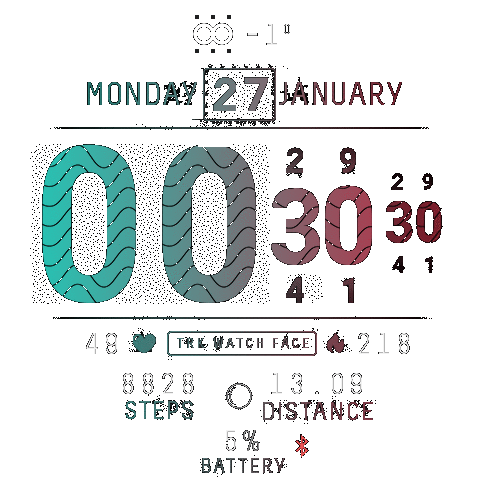 -1°
MONDAY 27 JANUARY
2 9 2 9
00 30 30
4 1 4 1
48 THE WATCH FACE 218
8828 13.09
STEPS DISTANCE
5%
BATTERY